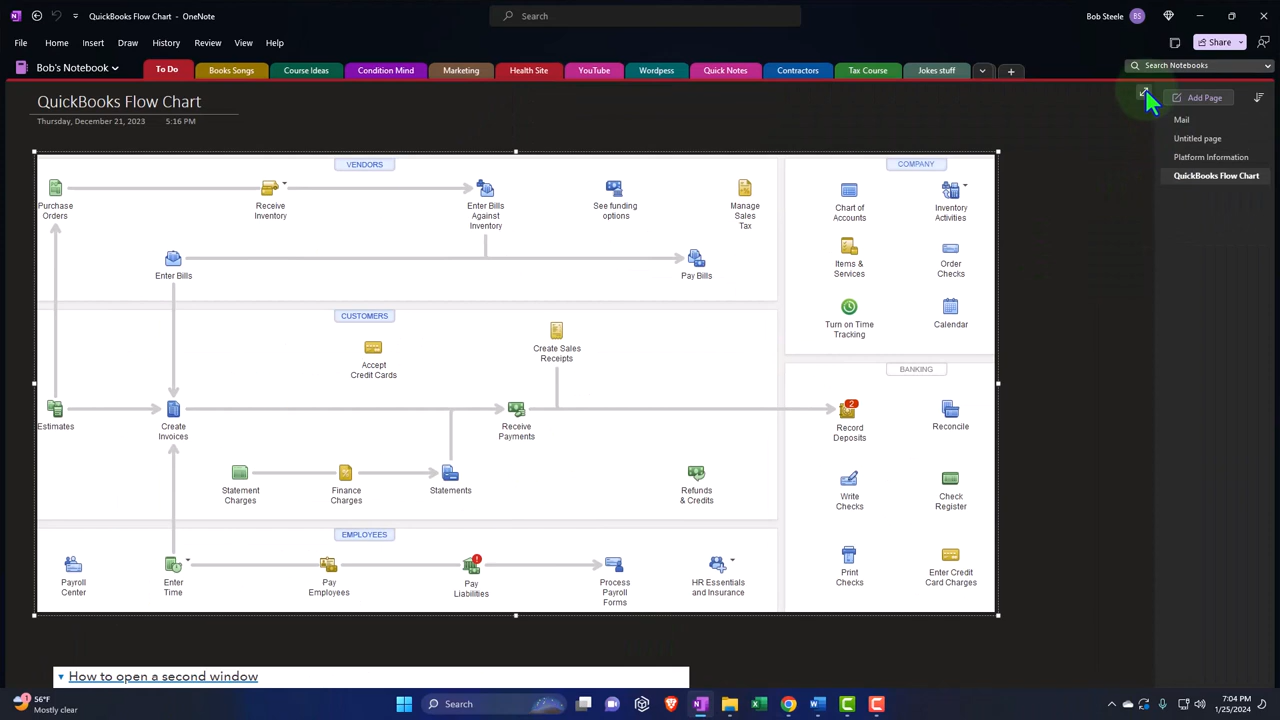 QuickBooks Flow Chart - OneNote
Search
Bob Steele
BS
File Home Insert Draw History Review View Help
Share
Bob's Notebook
To Do
Books Songs
Course Ideas
Condition Mind
Marketing
Health Site
YouTube
Wordpess
Quick Notes
Contractors
Tax Course
Jokes stuff
Search Notebooks
QuickBooks Flow Chart
Thursday, December 21, 2023 5:16 PM
Add Page
Mail
Untitled page
Platform Information
QuickBooks Flow Chart
VENDORS
Purchase
Orders
Receive
Inventory
Enter Bills
Against
Inventory
See funding
options
Manage
Sales
Tax
Enter Bills
Pay Bills
COMPANY
Chart of
Accounts
Inventory
Activities
Items &
Services
Order
Checks
Turn on Time
Tracking
Calendar
CUSTOMERS
Accept
Credit Cards
Create Sales
Receipts
Estimates
Create
Invoices
Receive
Payments
Statement
Charges
Finance
Charges
Statements
Refunds
& Credits
BANKING
2
Record
Deposits
Reconcile
Write
Checks
Check
Register
Print
Checks
Enter Credit
Card Charges
EMPLOYEES
Payroll
Center
Enter
Time
Pay
Employees
Pay
Liabilities
Process
Payroll
Forms
HR Essentials
and Insurance
How to open a second window
56°F
Mostly clear
Search
7:04 PM
1/25/2024